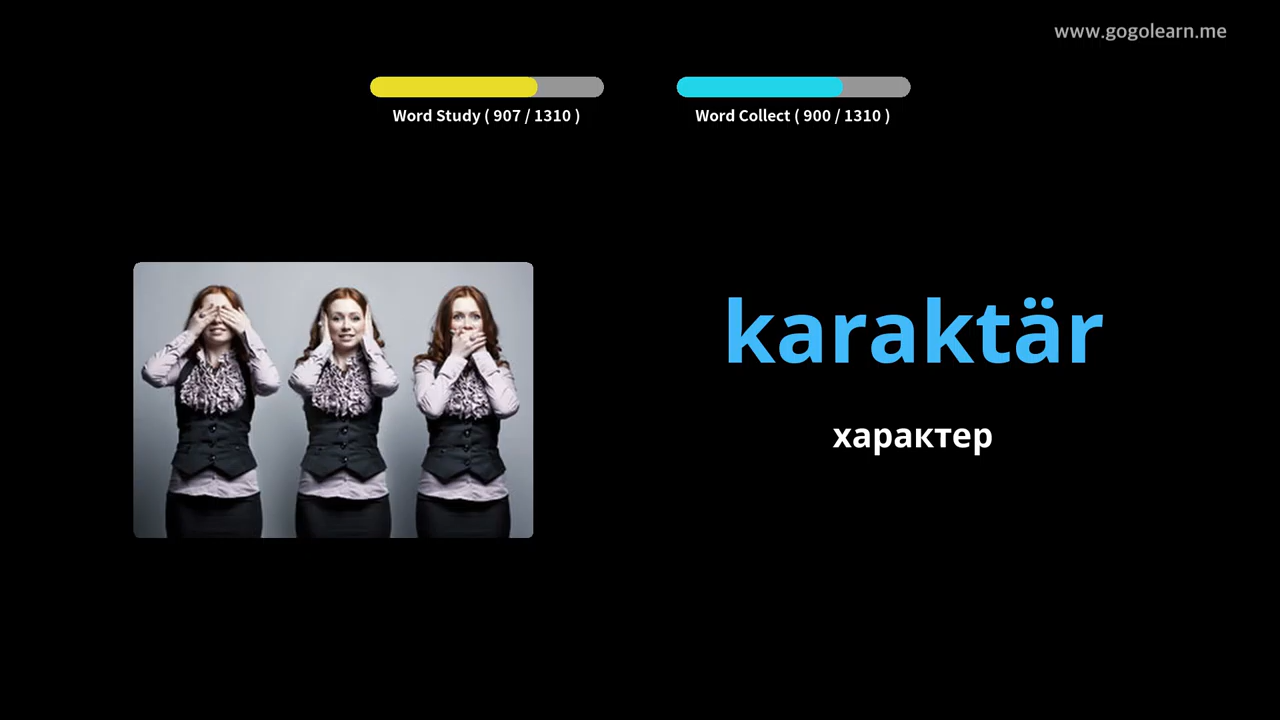 www.gogolearn.me
Word Study ( 907 / 1310 )
Word Collect ( 900 / 1310 )
karaktär
характер